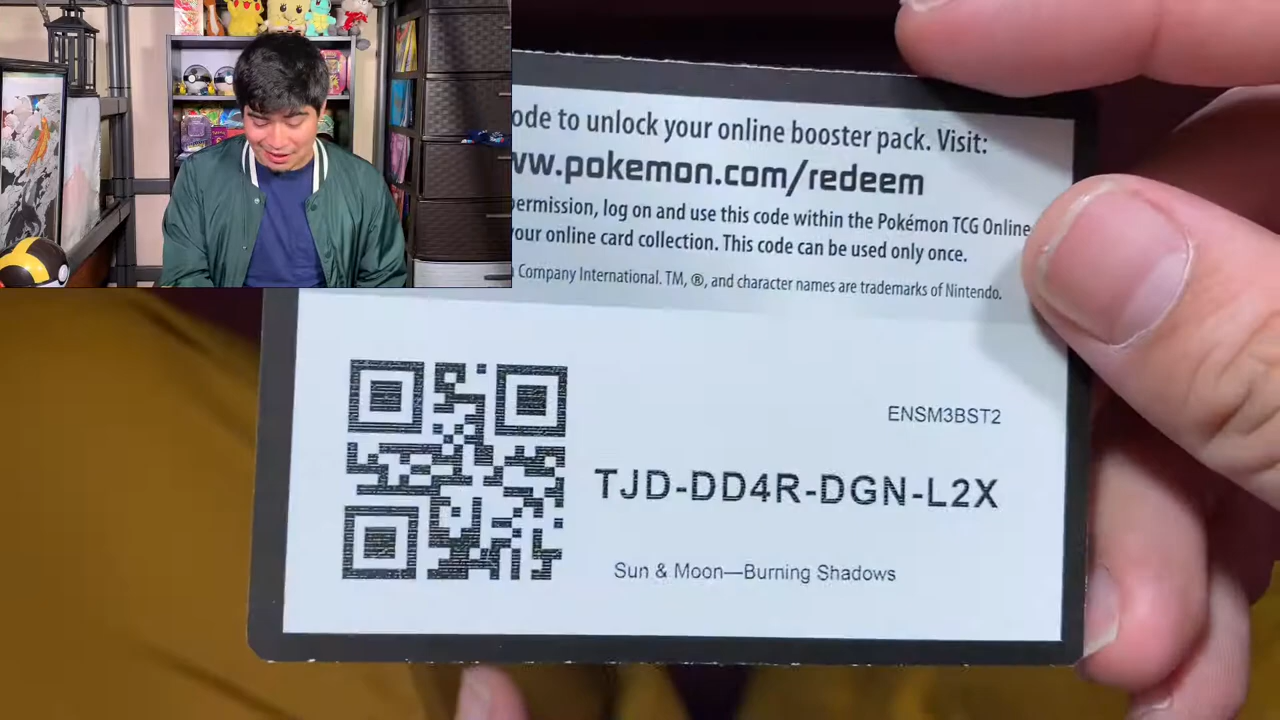 ode to unlock your online booster pack. Visit:
ww.pokemon.com/redeem
ermission, log on and use this code within the Pokémon TCG Online
your online card collection. This code can be used only once.
Company International. TM, ®, and character names are trademarks of Nintendo.
ENSM3BST2
TJD-DD4R-DGN-L2X
Sun & Moon—Burning Shadows